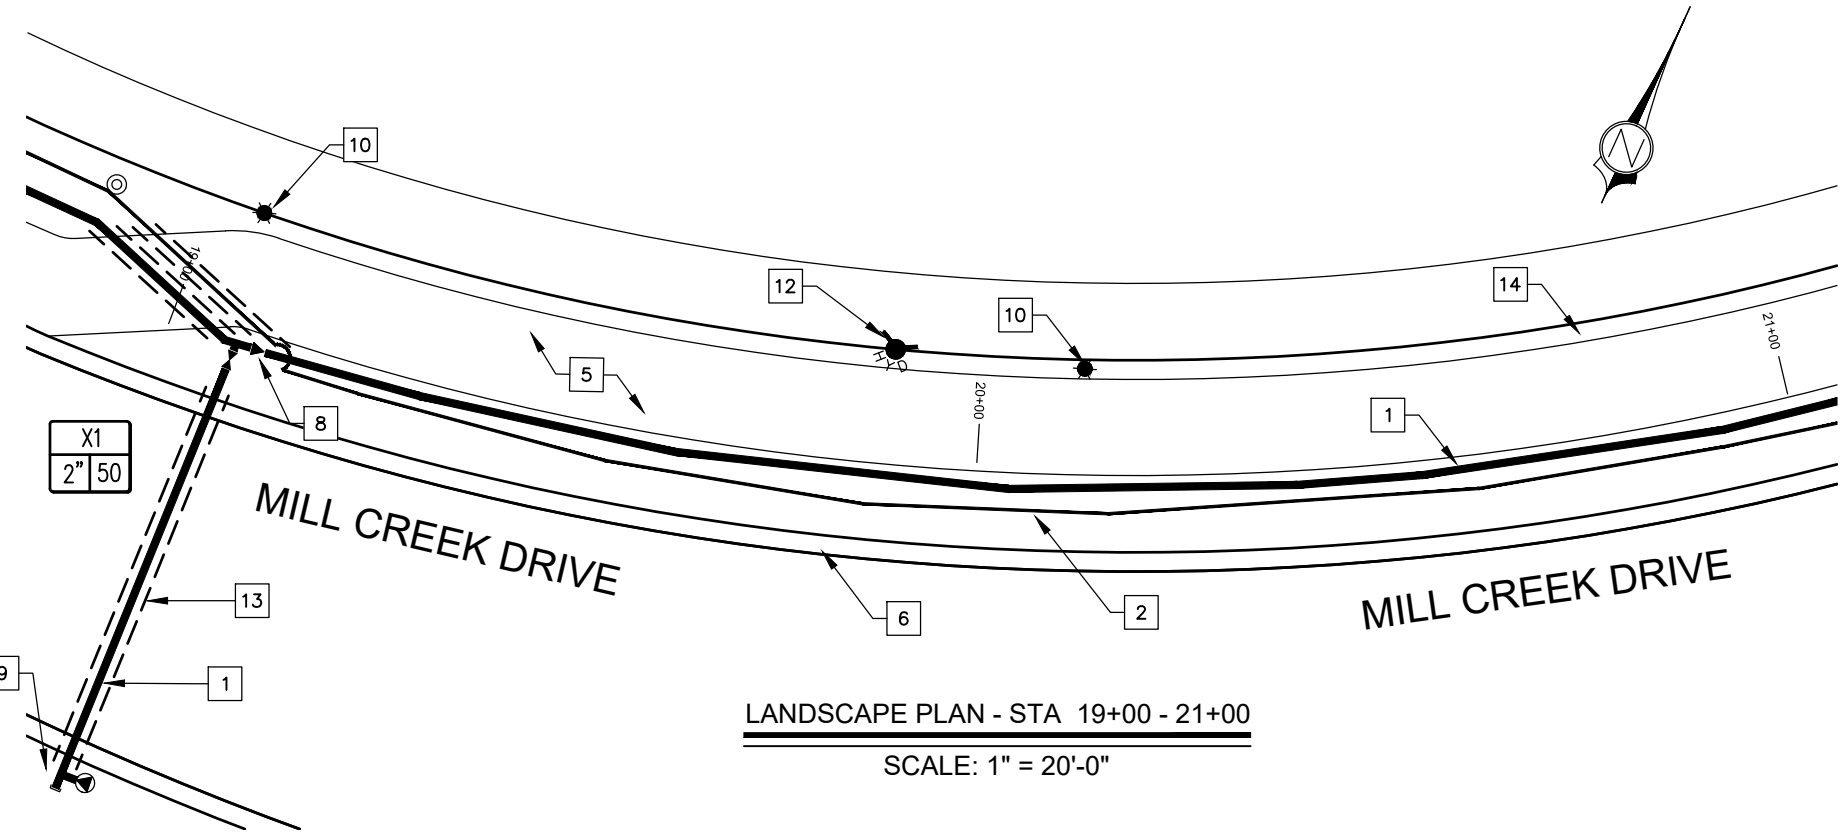 10
N
19+00
12
10
14
21+00
5
20+00
1
8
X1
2" 50
HYD
MILL CREEK DRIVE
13
6
2
MILL CREEK DRIVE
9
1
LANDSCAPE PLAN - STA 19+00 - 21+00
SCALE: 1" = 20'-0"